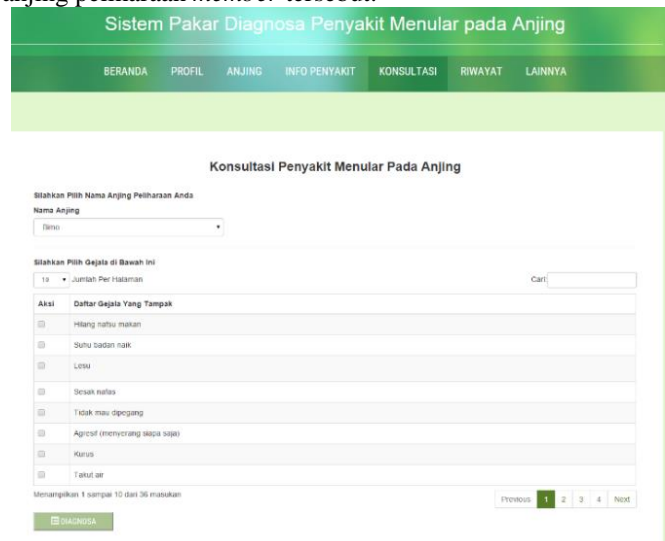 anjing peliharaan member tersebut.
Sistem Pakar Diagnosa Penyakit Menular pada Anjing
BERANDA PROFIL ANJING INFO PENYAKIT KONSULTASI RIWAYAT LAINNYA
Konsultasi Penyakit Menular Pada Anjing
Silahkan Pilih Nama Anjing Peliharaan Anda
Nama Anjing
Bimo
Silahkan Pilih Gejala di Bawah Ini
10 Jumlah Per Halaman Cari:
Aksi Daftar Gejala Yang Tampak
Hilang nafsu makan
Suhu badan naik
Lesu
Sesak nafas
Tidak mau dipegang
Agresif (menyerang siapa saja)
Kurus
Takut air
Menampilkan 1 sampai 10 dari 36 masukan
Previous 1 2 3 4 Next
DIAGNOSA